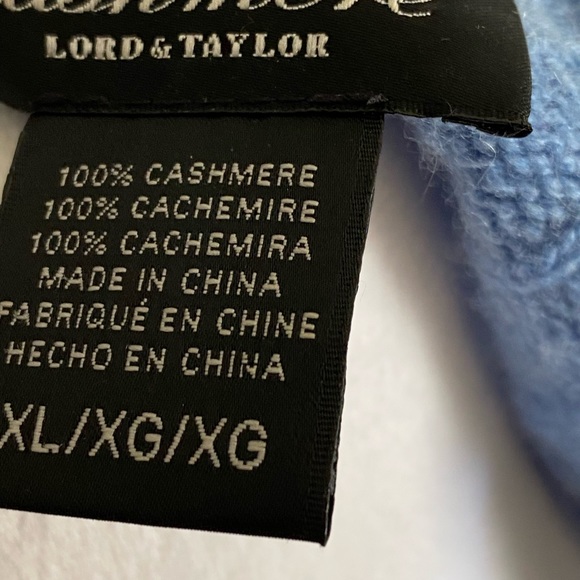 LORD & TAYLOR
100% CASHMERE
100% CACHEMIRE
100% CACHEMIRA
MADE IN CHINA
FABRIQUÉ EN CHINE
HECHO EN CHINA
XL/XG/XG